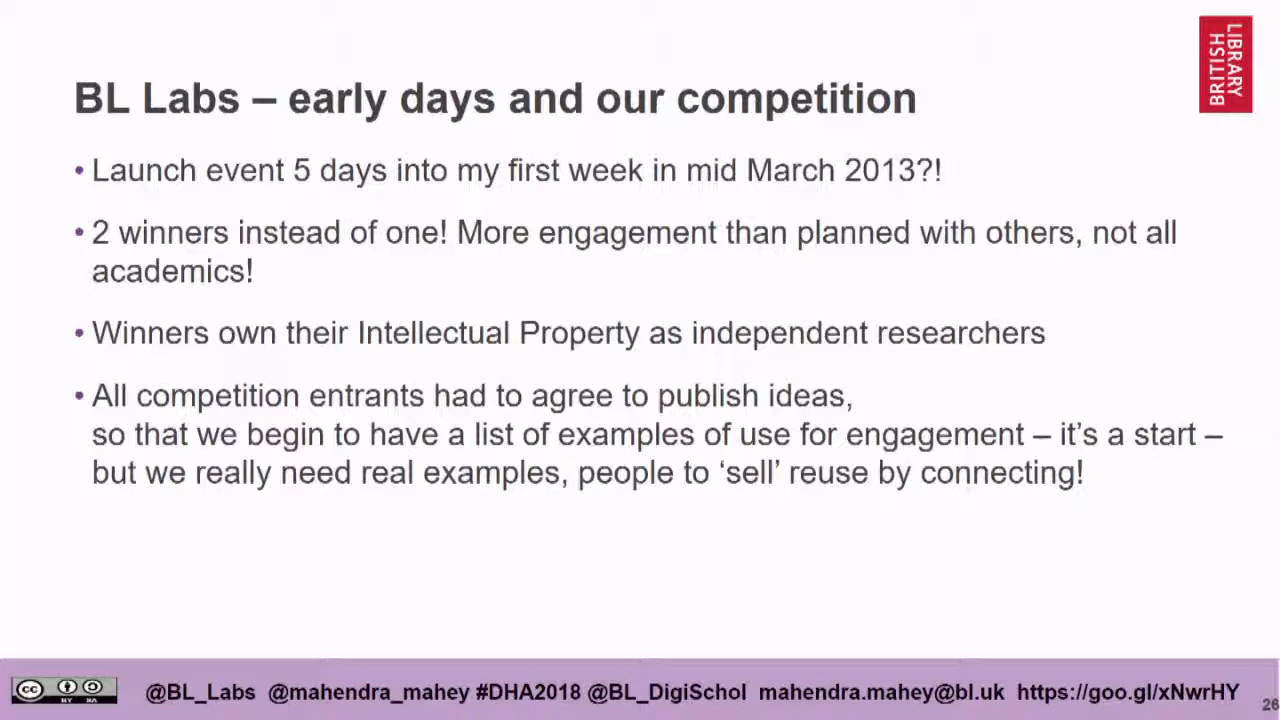 BRITISH
LIBRARY
BL Labs – early days and our competition
• Launch event 5 days into my first week in mid March 2013?!
• 2 winners instead of one! More engagement than planned with others, not all
academics!
• Winners own their Intellectual Property as independent researchers
• All competition entrants had to agree to publish ideas,
so that we begin to have a list of examples of use for engagement – it’s a start –
but we really need real examples, people to ‘sell’ reuse by connecting!
cc BY SA
@BL_Labs @mahendra_mahey #DHA2018 @BL_DigiSchol mahendra.mahey@bl.uk https://goo.gl/xNwrHY
26